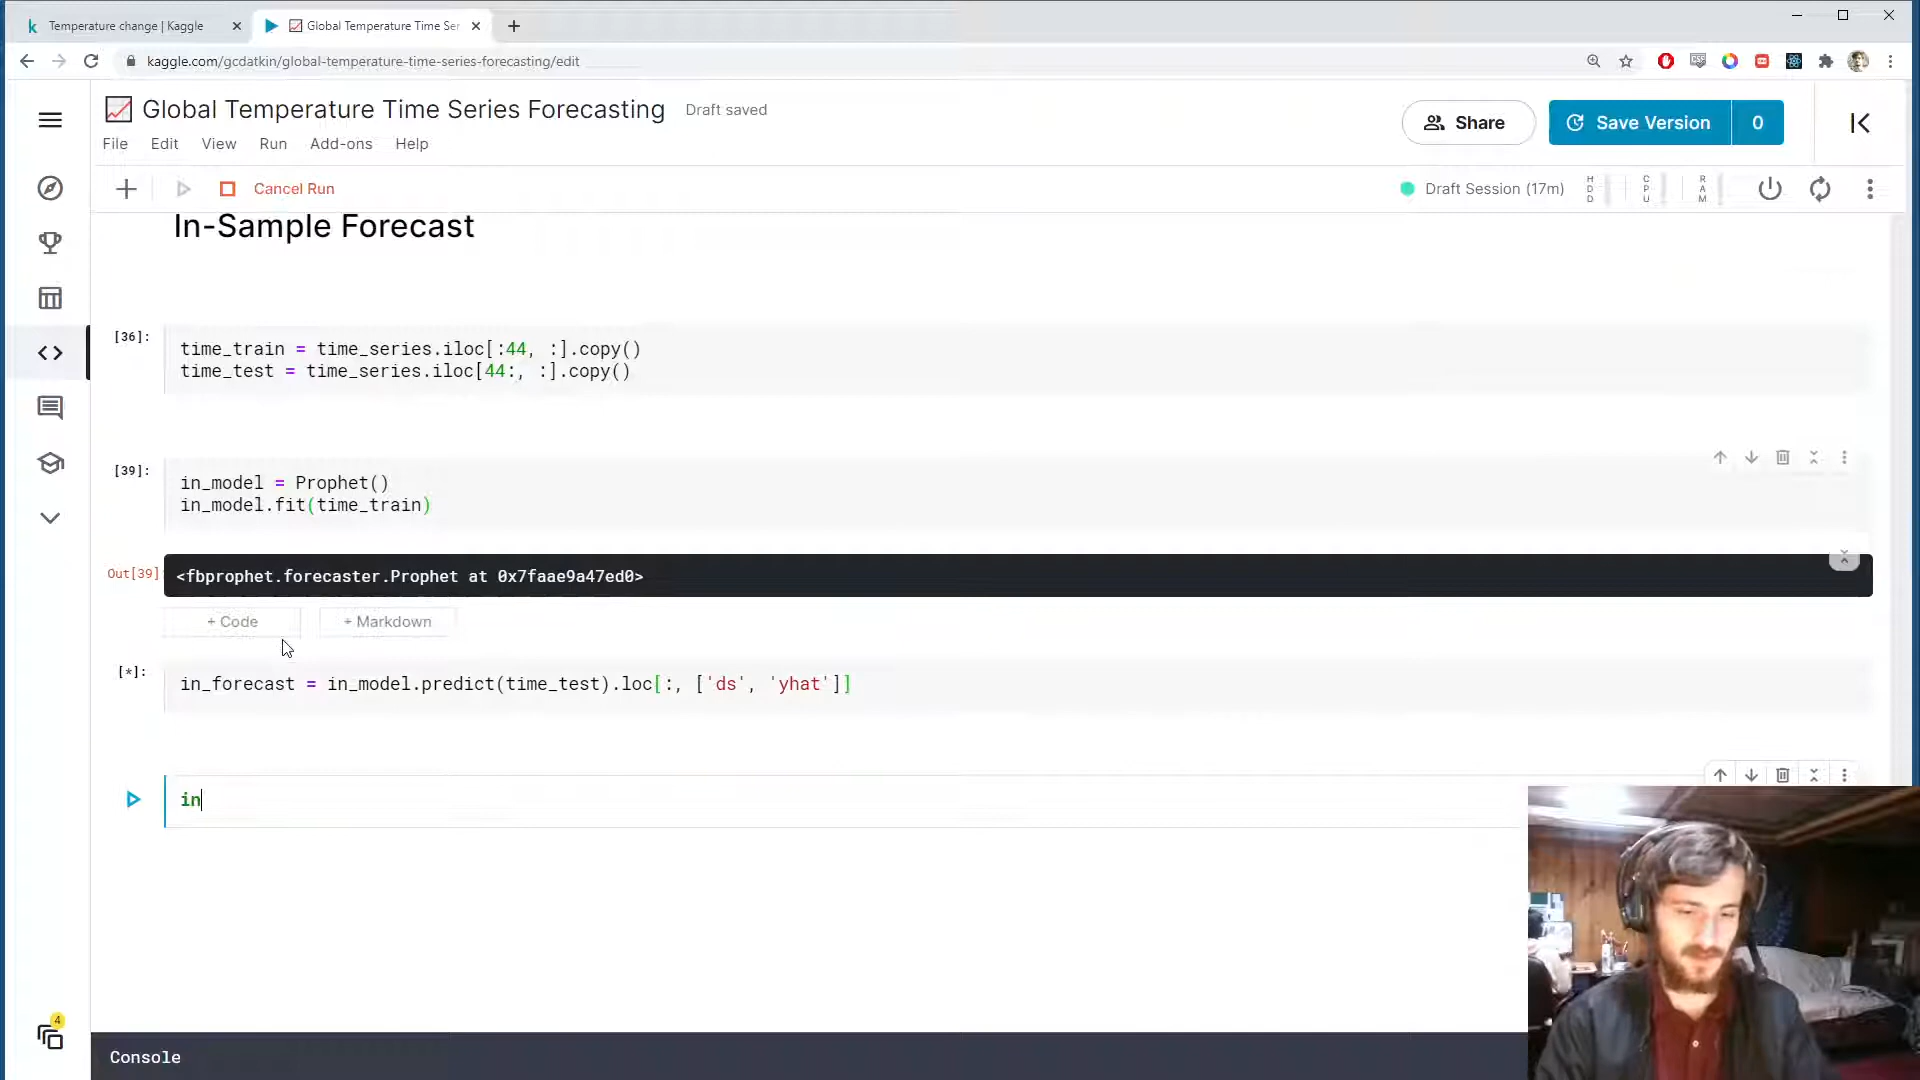 Temperature change | Kaggle
Global Temperature Time Ser
kaggle.com/gcdatkin/global-temperature-time-series-forecasting/edit
Global Temperature Time Series Forecasting
Draft saved
Share
Save Version
0
File
Edit
View
Run
Add-ons
Help
Cancel Run
Draft Session (17m)
HDD
CPU
RAM
In-Sample Forecast
[36]:
time_train = time_series.iloc[:44, :].copy()
time_test = time_series.iloc[44:, :].copy()
[39]:
in_model = Prophet()
in_model.fit(time_train)
Out[39]
<fbprophet.forecaster.Prophet at 0x7faae9a47ed0>
+ Code
+ Markdown
[*]:
in_forecast = in_model.predict(time_test).loc[:, ['ds', 'yhat']]
in
4
Console